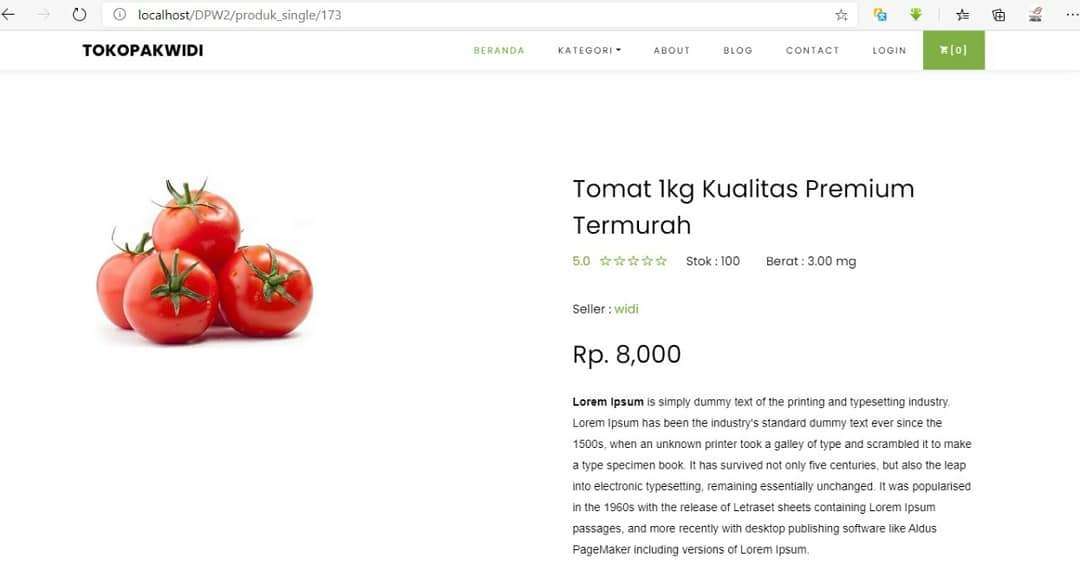 localhost/DPW2/produk_single/173
TOKOPAKWIDI BERANDA KATEGORI ABOUT BLOG CONTACT LOGIN [0]
Tomat 1kg Kualitas Premium
Termurah
5.0 Stok : 100 Berat : 3.00 mg
Seller : widi
Rp. 8,000
Lorem Ipsum is simply dummy text of the printing and typesetting industry.
Lorem Ipsum has been the industry's standard dummy text ever since the
1500s, when an unknown printer took a galley of type and scrambled it to make
a type specimen book. It has survived not only five centuries, but also the leap
into electronic typesetting, remaining essentially unchanged. It was popularised
in the 1960s with the release of Letraset sheets containing Lorem Ipsum
passages, and more recently with desktop publishing software like Aldus
PageMaker including versions of Lorem Ipsum.